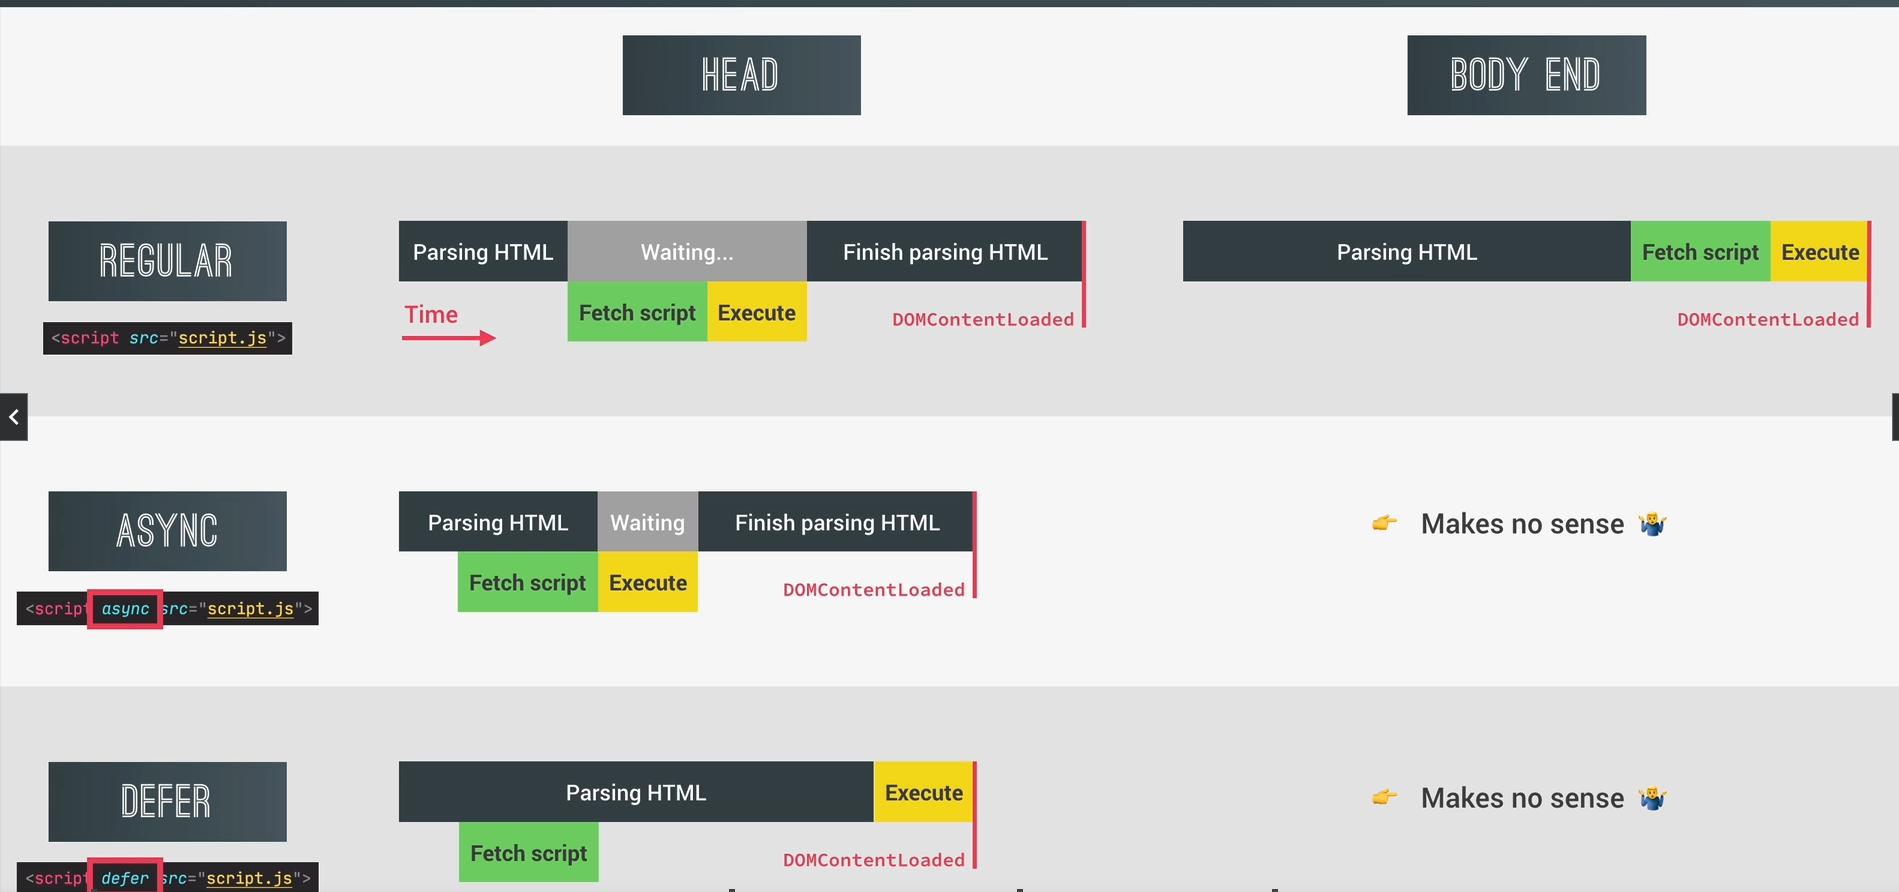 HEAD
BODY END
REGULAR
<script src="script.js">
Parsing HTML
Waiting...
Finish parsing HTML
Fetch script
Execute
Time
DOMContentLoaded
Parsing HTML
Fetch script
Execute
DOMContentLoaded
ASYNC
<script async src="script.js">
Parsing HTML
Waiting
Finish parsing HTML
Fetch script
Execute
DOMContentLoaded
👉 Makes no sense 🤷‍♂️
DEFER
<script defer src="script.js">
Parsing HTML
Execute
Fetch script
DOMContentLoaded
👉 Makes no sense 🤷‍♂️